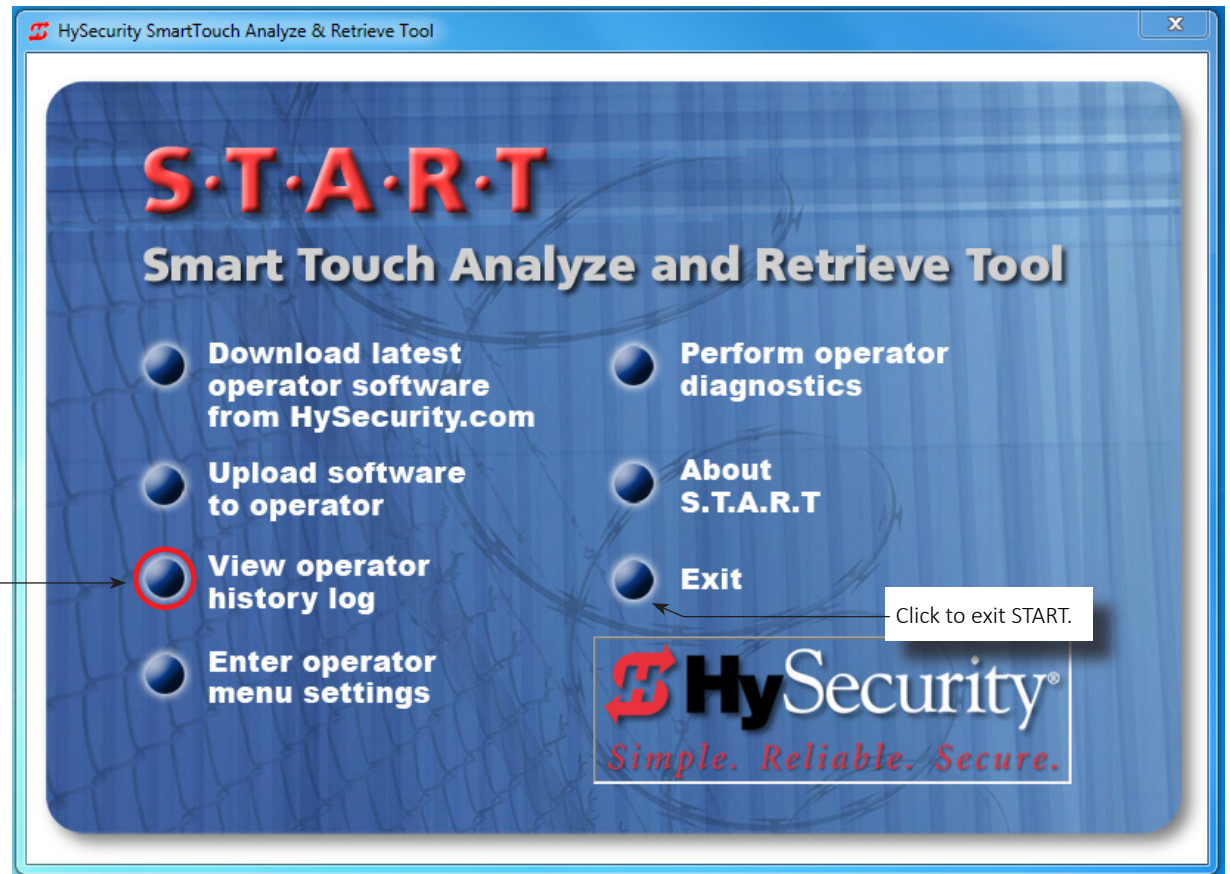 HySecurity SmartTouch Analyze & Retrieve Tool
S·T·A·R·T
Smart Touch Analyze and Retrieve Tool
Download latest
operator software
from HySecurity.com
Upload software
to operator
View operator
history log
Enter operator
menu settings
Perform operator
diagnostics
About
S.T.A.R.T
Exit
Click to exit START.
HySecurity®
Simple. Reliable. Secure.